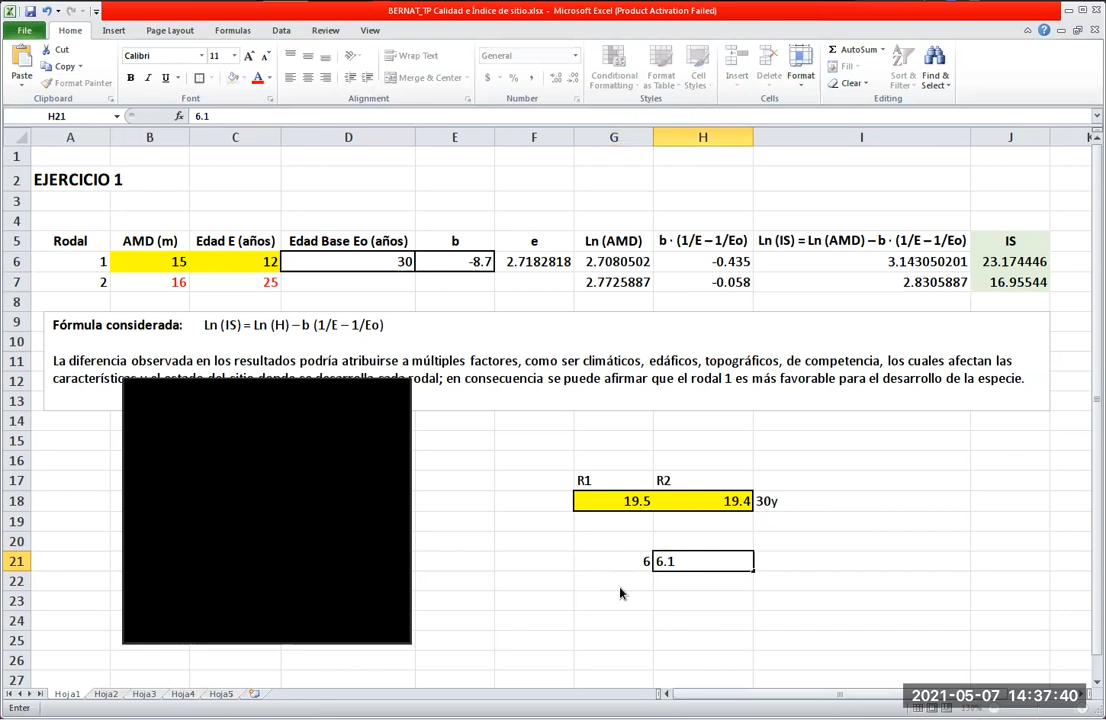 BERNAT_TP Calidad e Índice de sitio.xlsx - Microsoft Excel (Product Activation Failed)
File Home Insert Page Layout Formulas Data Review View
Cut
Copy
Format Painter
Paste
Calibri 11
Wrap Text
Merge & Center
General
Conditional Formatting
Format as Table
Cell Styles
Insert Delete Format
AutoSum
Fill
Clear
Sort & Filter
Find & Select
Clipboard Font Alignment Number Styles Cells Editing
H21 fx 6.1
A B C D E F G H I J K
1
2 EJERCICIO 1
3
4
5 Rodal AMD (m) Edad E (años) Edad Base Eo (años) b e Ln (AMD) b · (1/E – 1/Eo) Ln (IS) = Ln (AMD) – b · (1/E – 1/Eo) IS
6 1 15 12 30 -8.7 2.7182818 2.7080502 -0.435 3.143050201 23.174446
7 2 16 25 2.7725887 -0.058 2.8305887 16.95544
8
9 Fórmula considerada: Ln (IS) = Ln (H) – b (1/E – 1/Eo)
10
11 La diferencia observada en los resultados podría atribuirse a múltiples factores, como ser climáticos, edáficos, topográficos, de competencia, los cuales afectan las
12 características y el estado del sitio donde se desarrolla cada rodal; en consecuencia se puede afirmar que el rodal 1 es más favorable para el desarrollo de la especie.
13
14
15
16
17 R1 R2
18 19.5 19.4 30y
19
20
21 6 6.1
22
23
24
25
26
27
Hoja1 Hoja2 Hoja3 Hoja4 Hoja5
Enter
2021-05-07 14:37:40